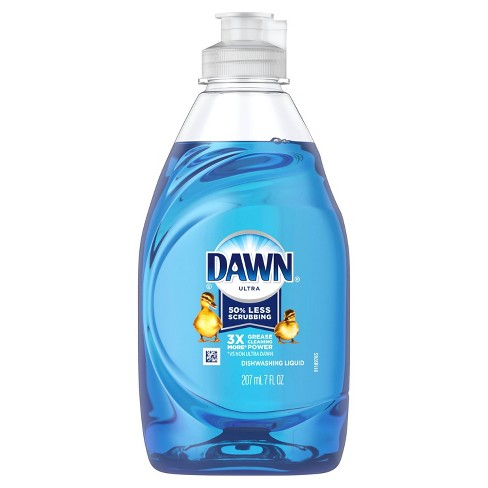 DAWN®
ULTRA
50% LESS
SCRUBBING
3X GREASE
CLEANING
MORE* POWER
*VS NON ULTRA DAWN
DISHWASHING LIQUID
207 mL 7 FL OZ